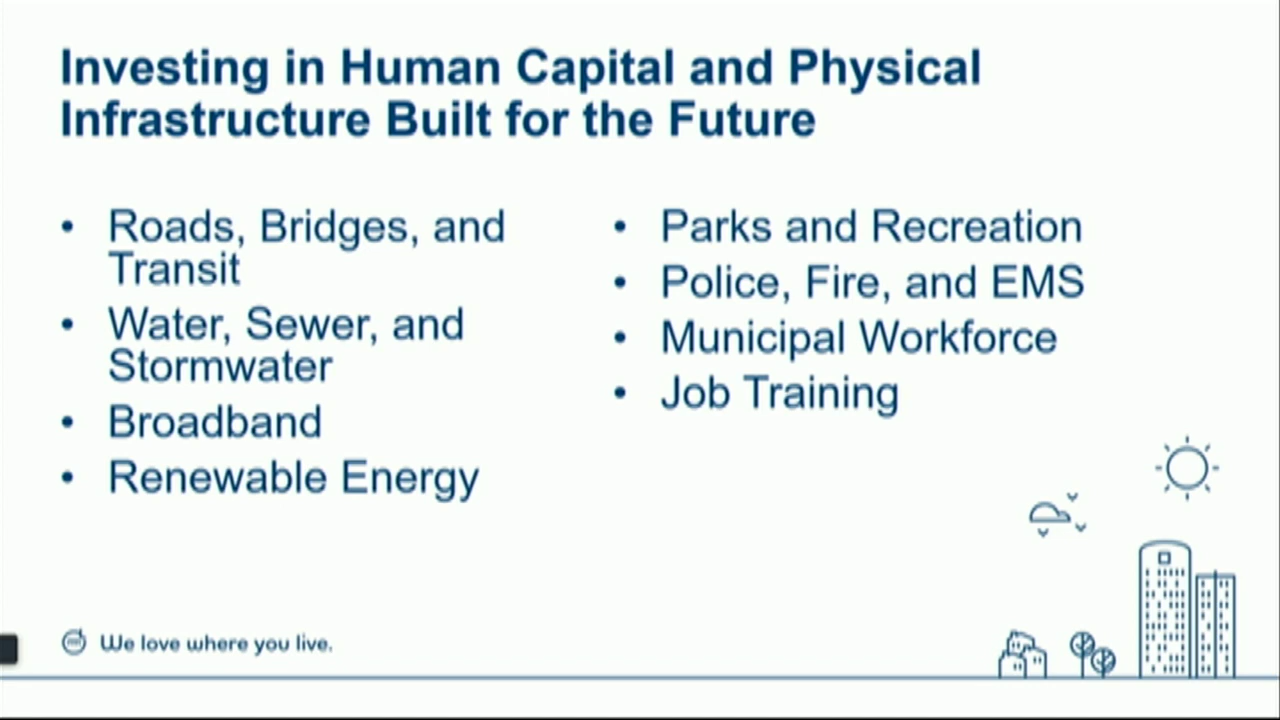 Investing in Human Capital and Physical
Infrastructure Built for the Future
• Roads, Bridges, and
Transit
• Water, Sewer, and
Stormwater
• Broadband
• Renewable Energy
• Parks and Recreation
• Police, Fire, and EMS
• Municipal Workforce
• Job Training
We love where you live.